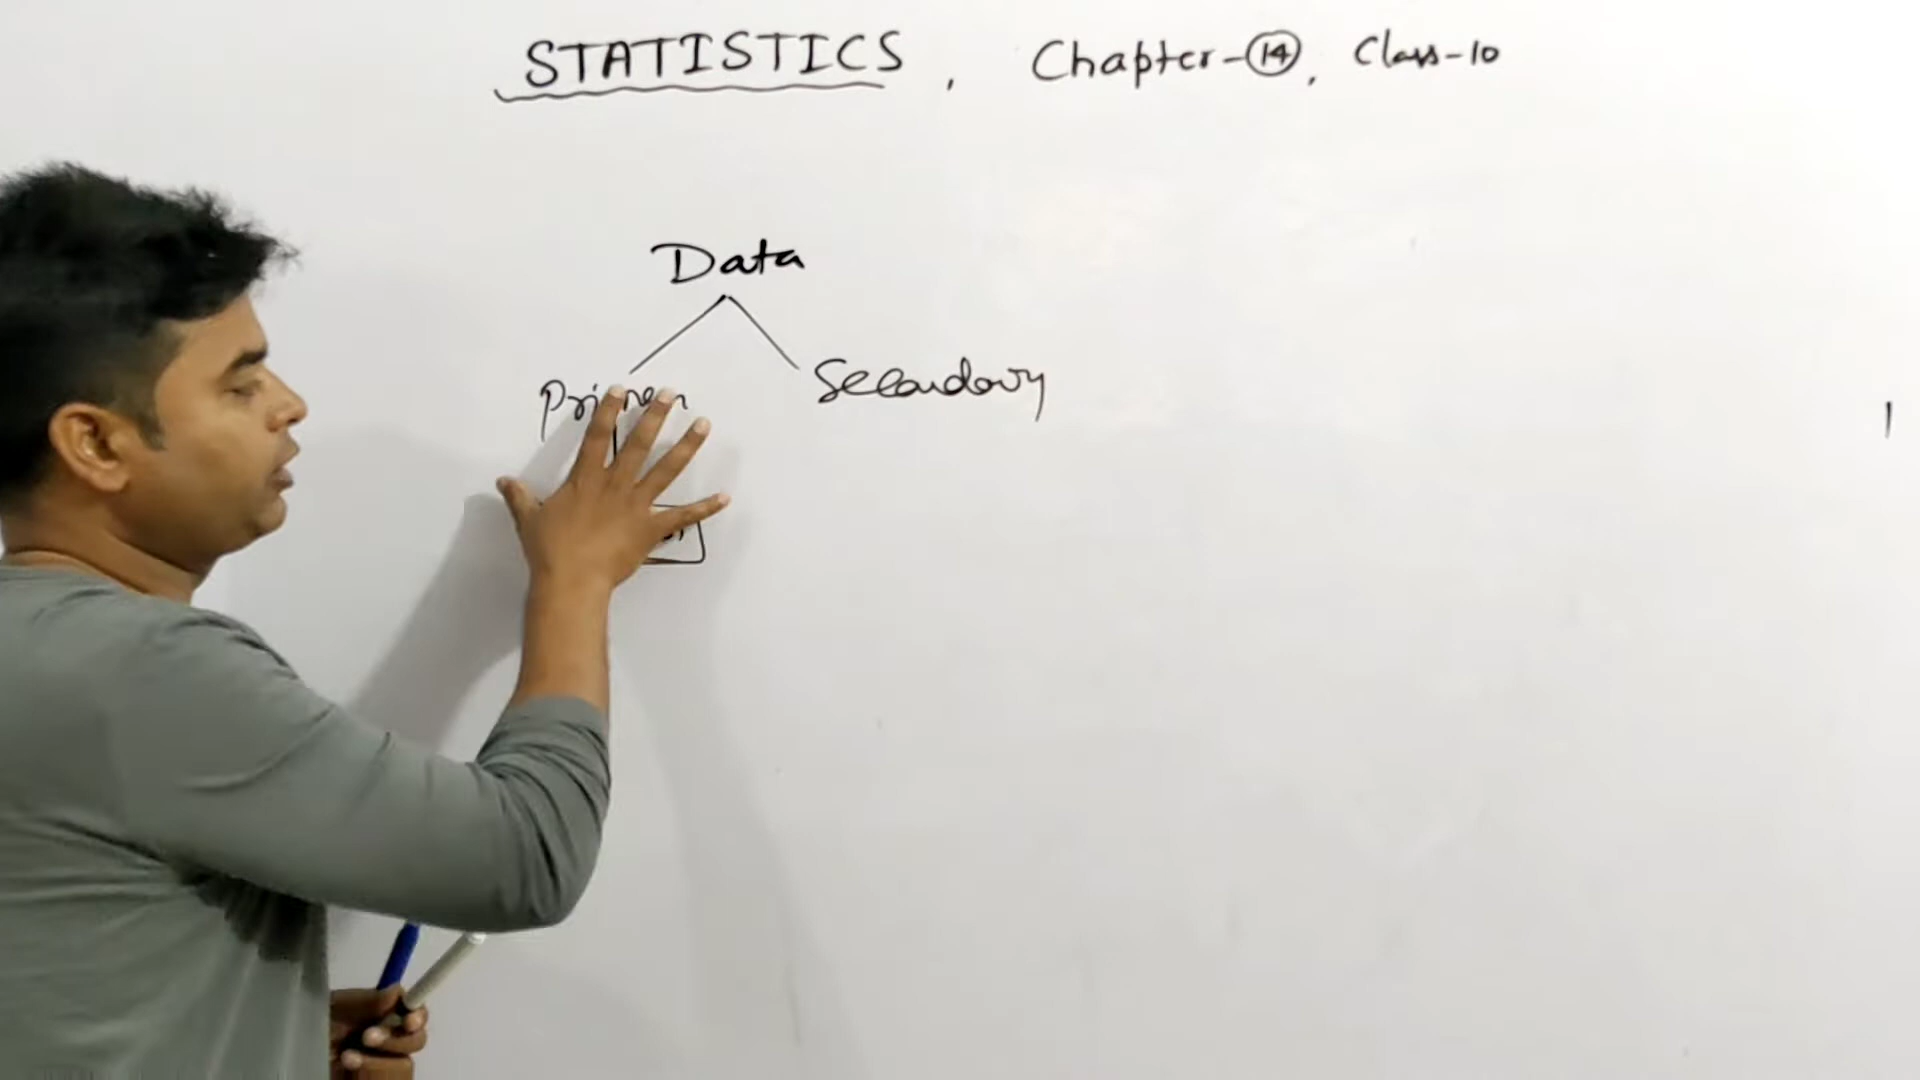 STATISTICS , Chapter-14, Class-10
Data
Secondary